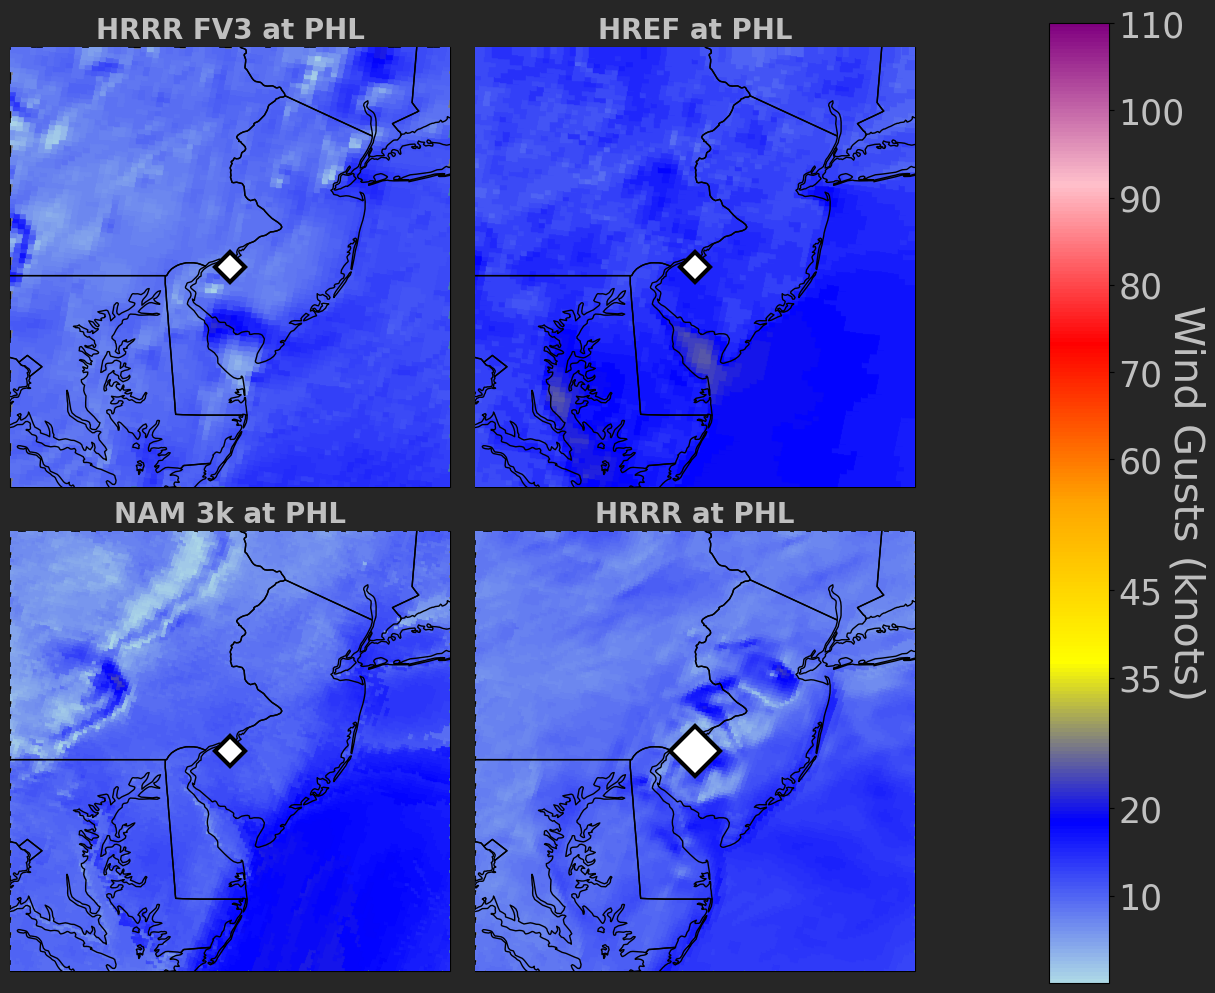 HRRR FV3 at PHL
HREF at PHL
NAM 3k at PHL
HRRR at PHL
110
100
90
80
70
60
45
35
20
10
Wind Gusts (knots)